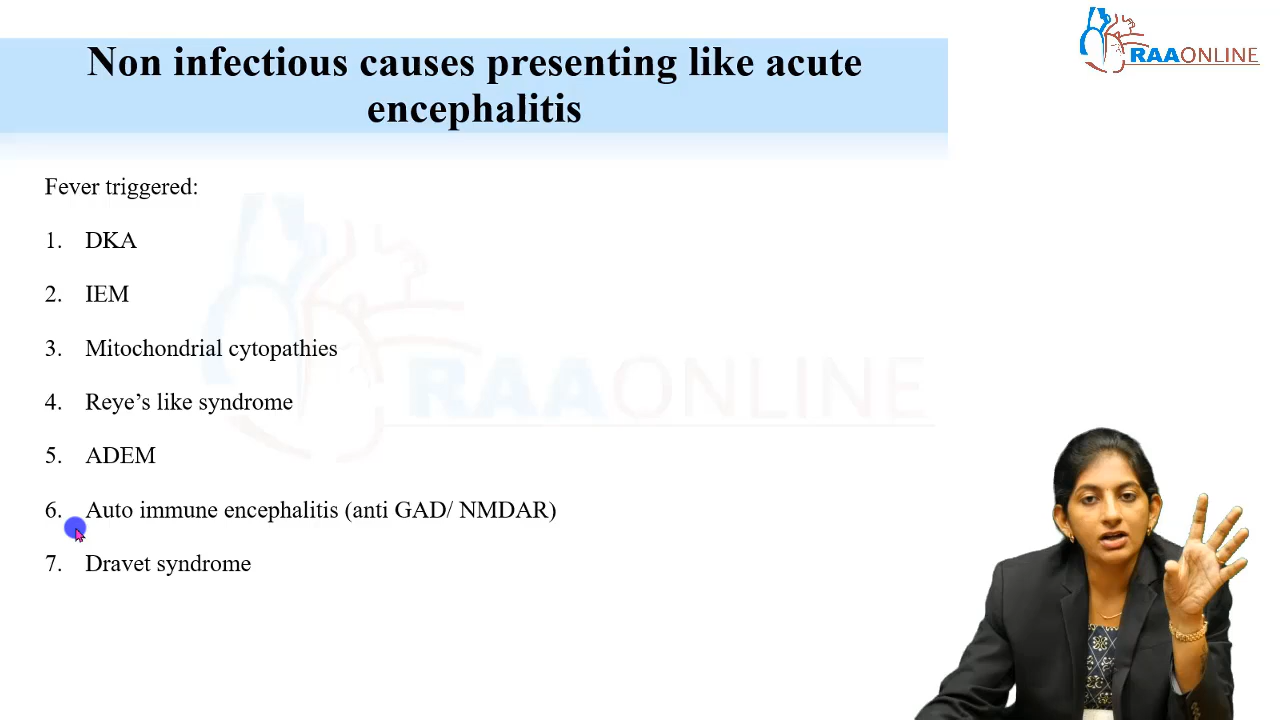 RAAONLINE
Non infectious causes presenting like acute
encephalitis
Fever triggered:
1. DKA
2. IEM
3. Mitochondrial cytopathies
4. Reye’s like syndrome
5. ADEM
6. Auto immune encephalitis (anti GAD/ NMDAR)
7. Dravet syndrome
RAAONLINE